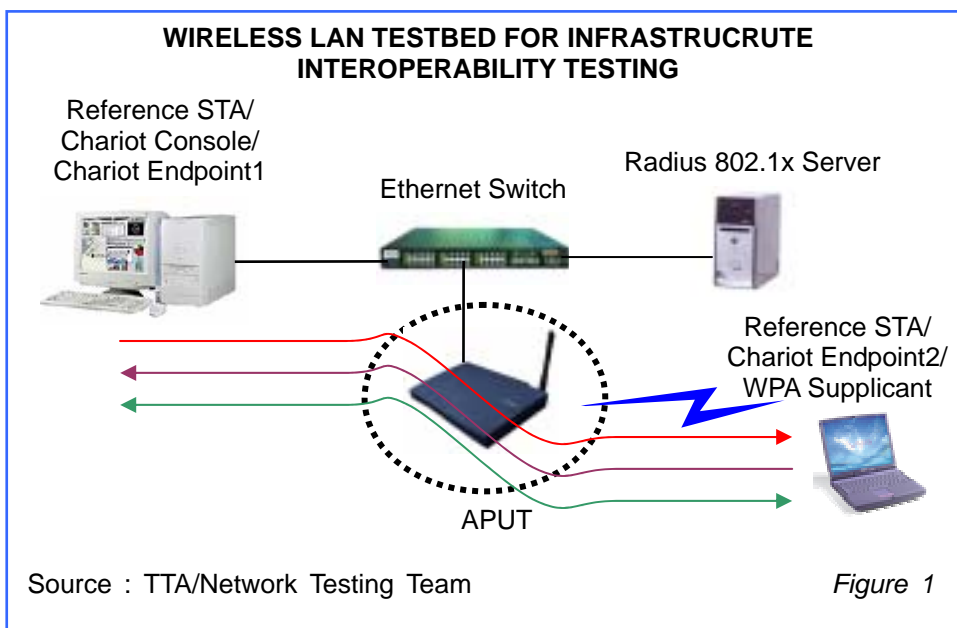 WIRELESS LAN TESTBED FOR INFRASTRUCRUTE
INTEROPERABILITY TESTING
Reference STA/
Chariot Console/
Chariot Endpoint1
Ethernet Switch
Radius 802.1x Server
Reference STA/
Chariot Endpoint2/
WPA Supplicant
APUT
Source : TTA/Network Testing Team
Figure 1